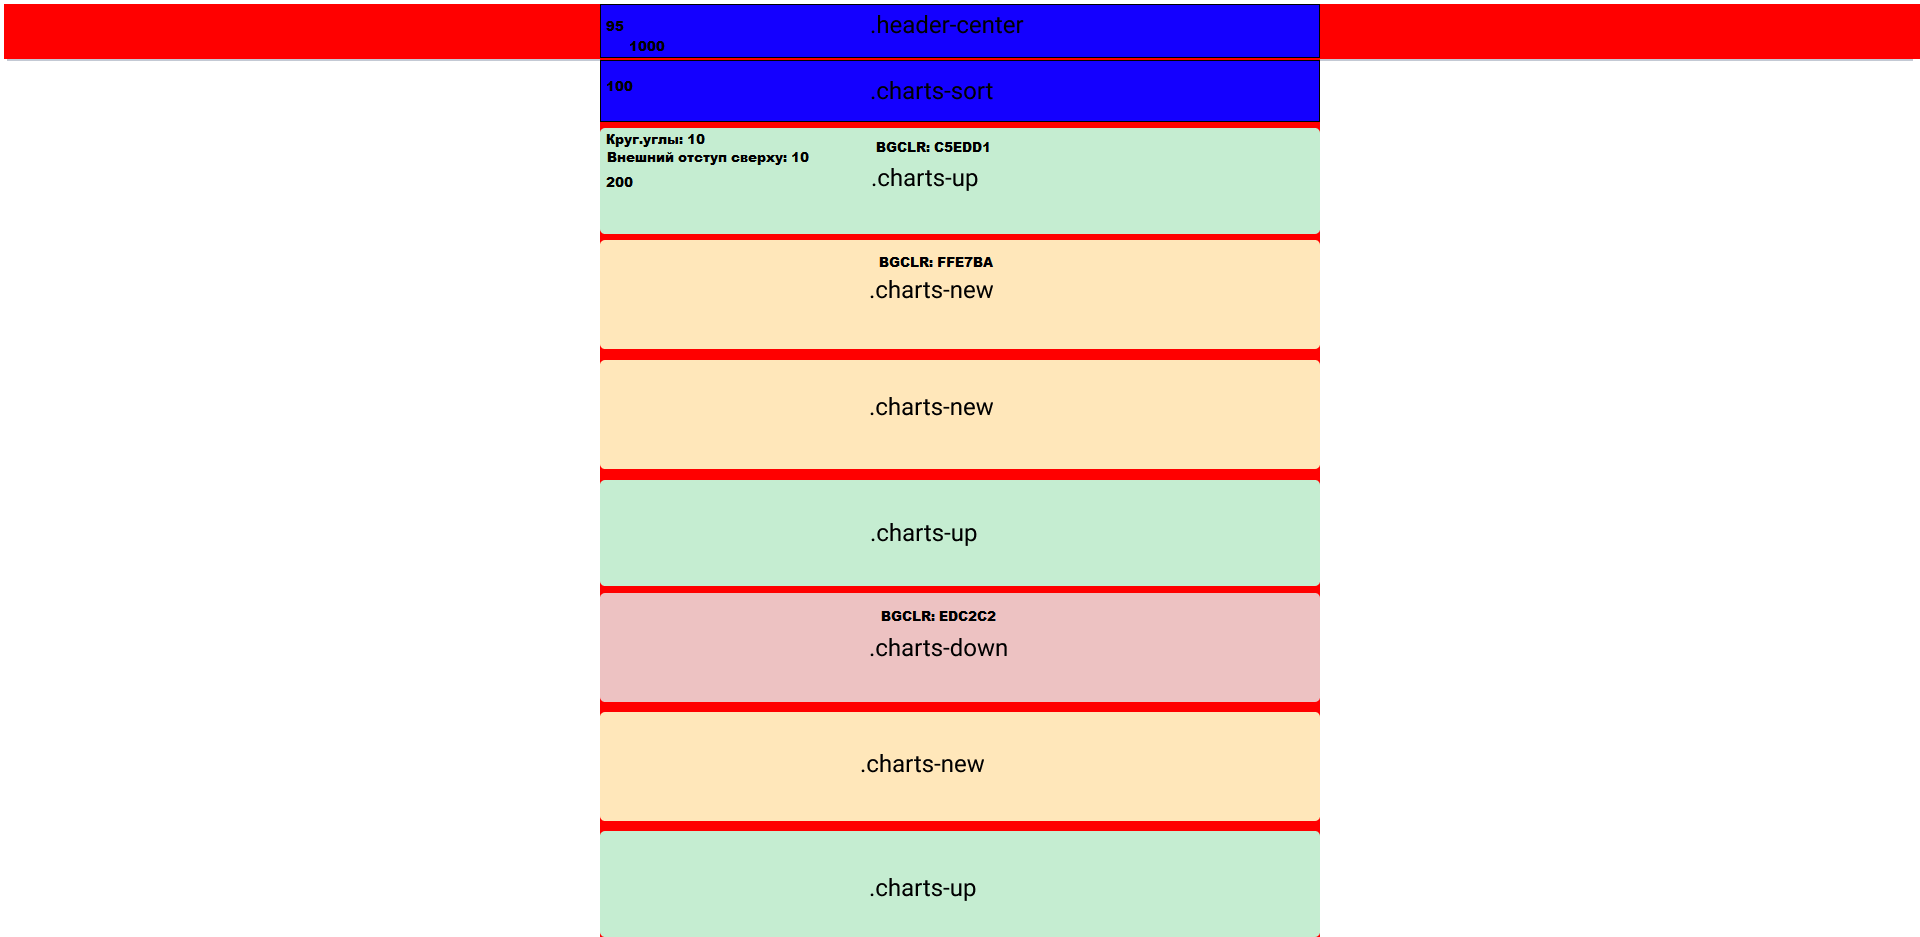 95
.header-center
1000
100
.charts-sort
Круг.углы: 10
BGCLR: C5EDD1
Внешний отступ сверху: 10
.charts-up
200
BGCLR: FFE7BA
.charts-new
.charts-new
.charts-up
BGCLR: EDC2C2
.charts-down
.charts-new
.charts-up